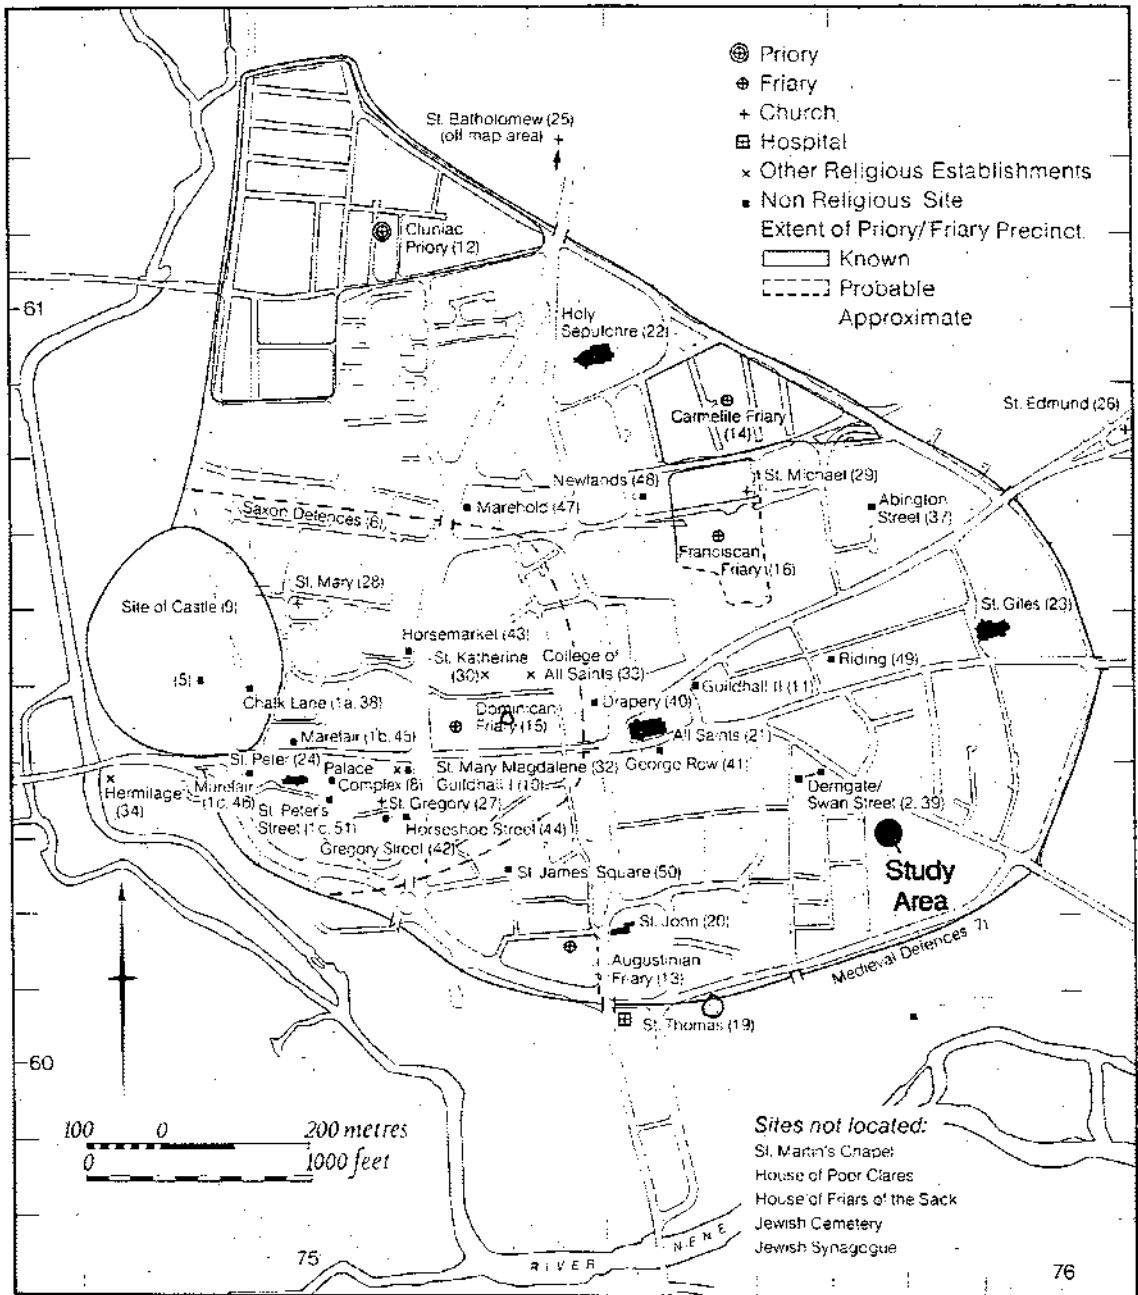 Priory
Friary
Church
Hospital
Other Religious Establishments
Non Religious Site
Extent of Priory/Friary Precinct
Known
Probable
Approximate
St. Batholomew (25)
(off map area)
Cluniac
Priory (12)
61
Holy
Sepulchre (22)
Carmelite Friary
(14)
St. Edmund (26)
Newlands (48)
St. Michael (29)
Marehold (47)
Abington
Street (37)
Saxon Defences (6)
Franciscan
Friary (16)
St. Mary (28)
Site of Castle (9)
St. Giles (23)
Horsemarket (43)
St. Katherine
(30)
College of
All Saints (33)
Riding (49)
(5)
Chalk Lane (1a. 38)
Guildhall II (11)
Drapery (40)
Dominican
Friary (15)
Marefair (1b. 45)
All Saints (21)
St. Peter (24)
Palace
Complex (8)
St. Mary Magdalene (32)
George Row (41)
Guildhall I (10)
Hermitage
(34)
Marefair
(1c. 46)
St. Gregory (27)
Derngate/
Swan Street (2. 39)
St. Peter's
Street (1c. 51)
Horseshoe Street (44)
Gregory Street (42)
St. James' Square (50)
Study
Area
St. John (20)
Augustinian
Friary (13)
Medieval Defences 7)
St. Thomas (19)
60
100 0 200 metres
0 1000 feet
Sites not located:
St. Martin's Chapel
House of Poor Clares
House of Friars of the Sack
Jewish Cemetery
Jewish Synagogue
75
RIVER NENE
76